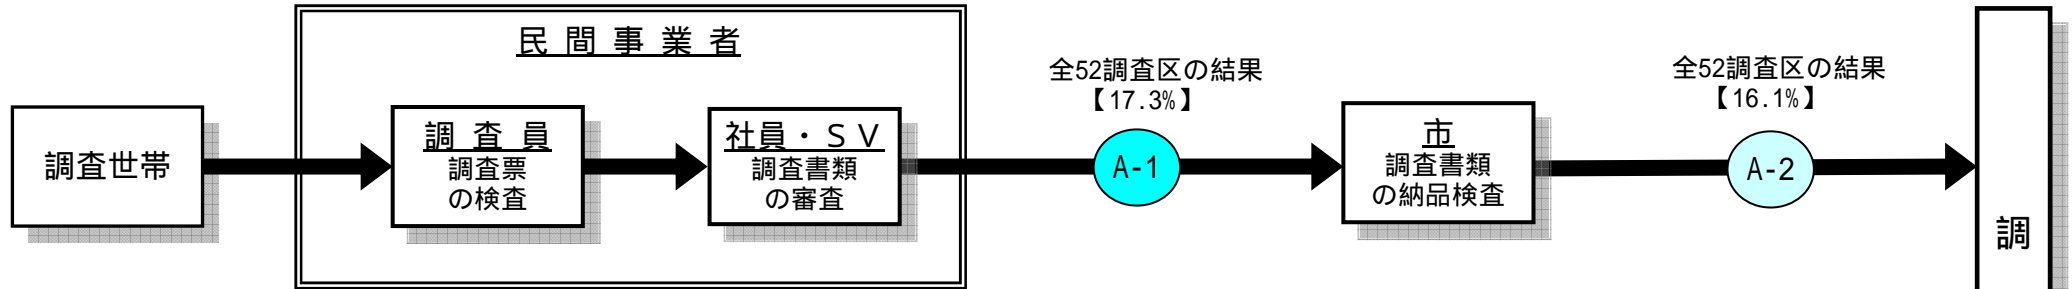 民間事業者
調査世帯
調査員
調査票
の検査
社員・ＳＶ
調査書類
の審査
全52調査区の結果
【17.3%】
A-1
市
調査書類
の納品検査
全52調査区の結果
【16.1%】
A-2
調